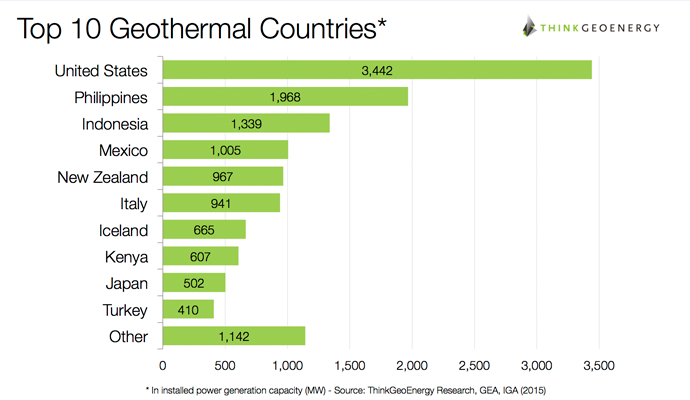 Top 10 Geothermal Countries*
THINKGEOENERGY
United States 3,442
Philippines 1,968
Indonesia 1,339
Mexico 1,005
New Zealand 967
Italy 941
Iceland 665
Kenya 607
Japan 502
Turkey 410
Other 1,142
0 500 1,000 1,500 2,000 2,500 3,000 3,500
* In installed power generation capacity (MW) - Source: ThinkGeoEnergy Research, GEA, IGA (2015)